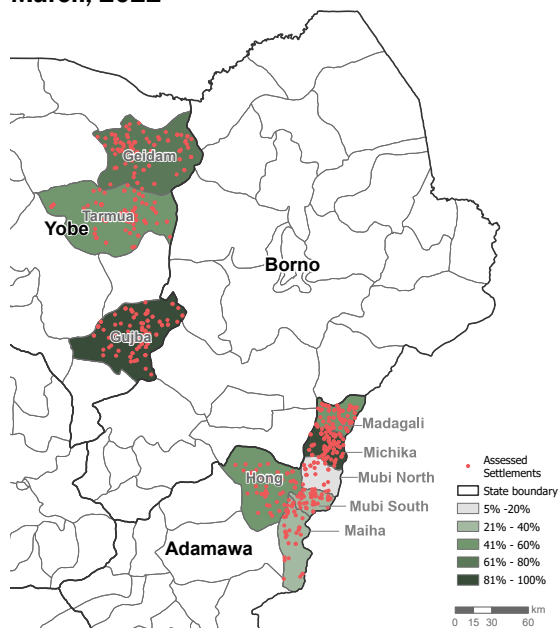 March, 2022
Geidam
Tarmua
Yobe
Borno
Gujba
Madagali
Michika
Mubi North
Hong
Mubi South
Maiha
Adamawa
Assessed
Settlements
State boundary
5% -20%
21% - 40%
41% - 60%
61% - 80%
81% - 100%
km
0 15 30 60